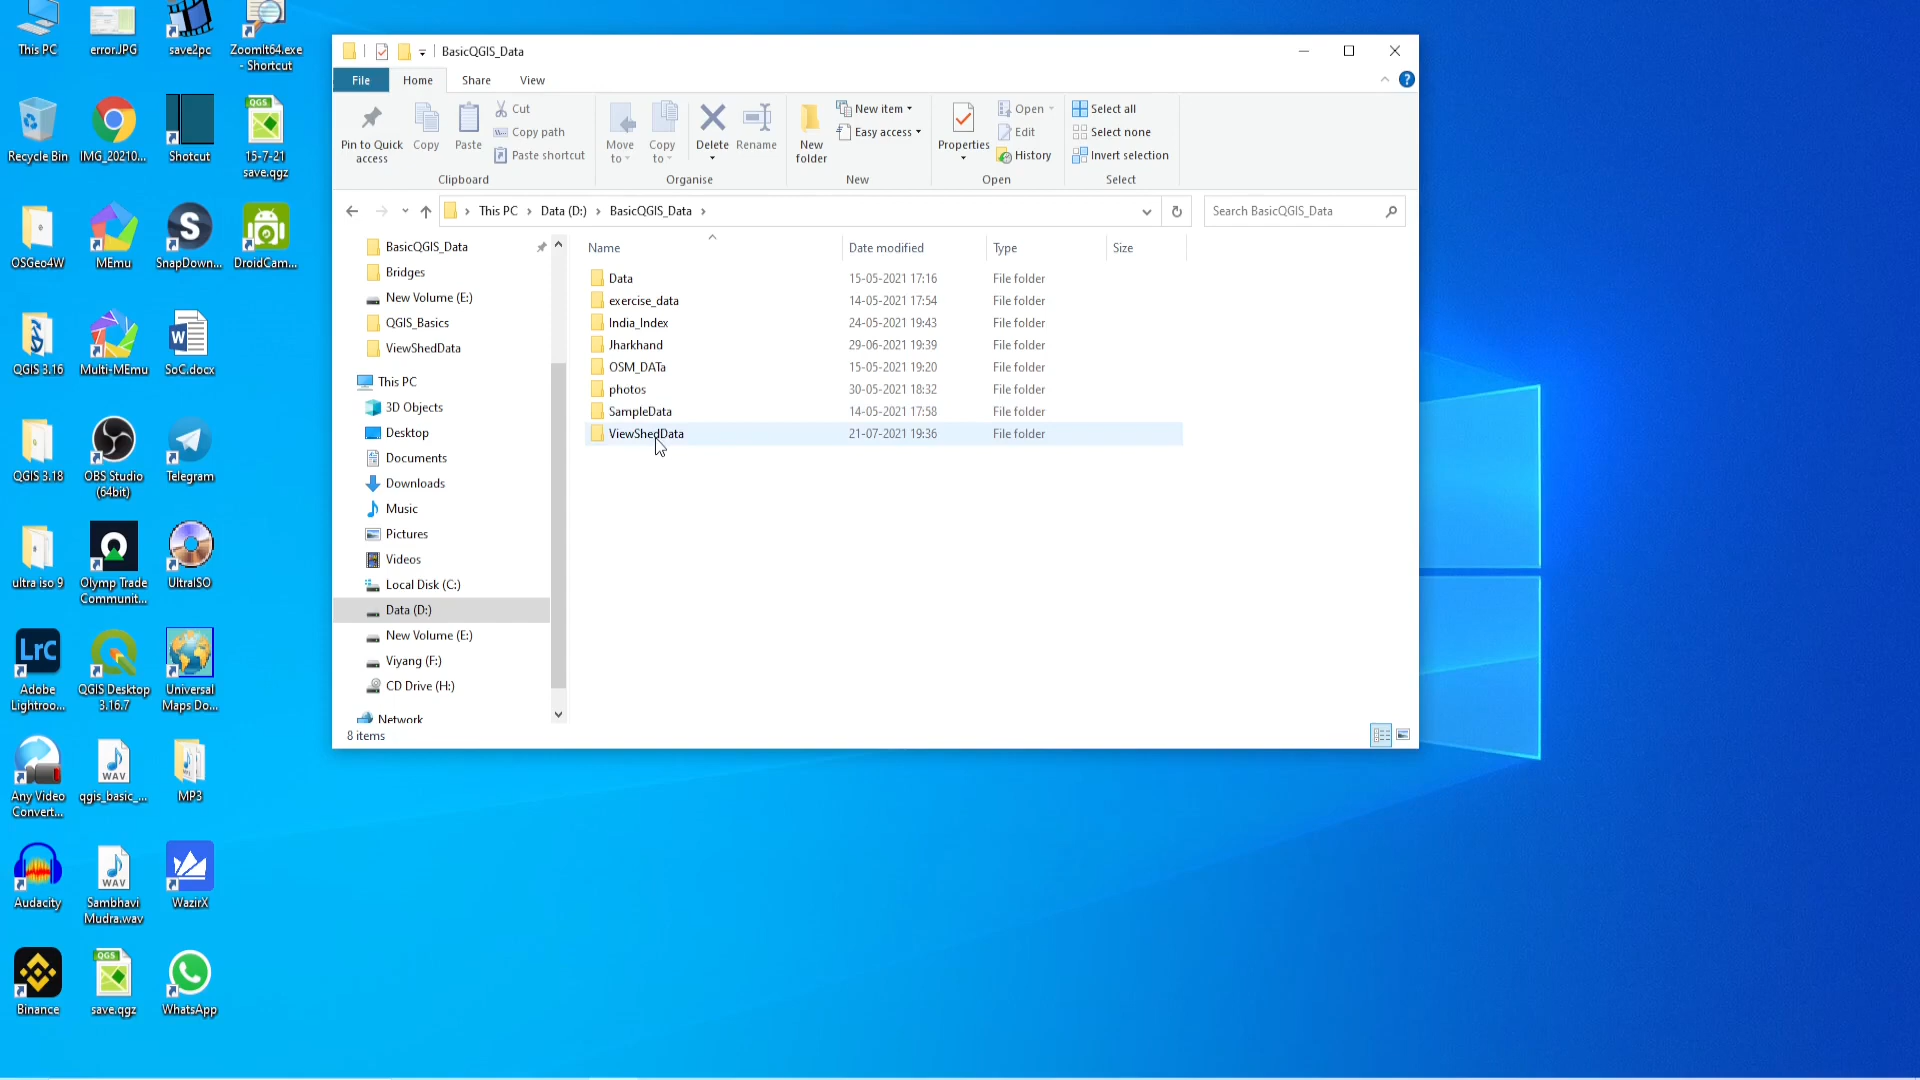 This PC
error.JPG
save2pc
ZoomIt64.exe
- Shortcut
Recycle Bin
IMG_20210...
Shotcut
QGS
15-7-21
save.qgz
OSGeo4W
MEmu
S
SnapDown...
DroidCam...
QGIS 3.16
Multi-MEmu
W
SoC.docx
QGIS 3.18
OBS Studio
(64bit)
Telegram
ultra iso 9
Olymp Trade
Communit...
UltraISO
LrC
Adobe
Lightroo...
QGIS Desktop
3.16.7
Universal
Maps Do...
Any Video
Convert...
WAV
qgis_basic_...
MP3
Audacity
WAV
Sambhavi
Mudra.wav
WazirX
Binance
QGS
save.qgz
WhatsApp
BasicQGIS_Data
File
Home
Share
View
?
Pin to Quick
access
Copy
Paste
Cut
Copy path
Paste shortcut
Clipboard
Move
to
Copy
to
Delete
Rename
Organise
New
folder
New item
Easy access
New
Properties
Open
Edit
History
Open
Select all
Select none
Invert selection
Select
This PC
Data (D:)
BasicQGIS_Data
Search BasicQGIS_Data
BasicQGIS_Data
Bridges
New Volume (E:)
QGIS_Basics
ViewShedData
This PC
3D Objects
Desktop
Documents
Downloads
Music
Pictures
Videos
Local Disk (C:)
Data (D:)
New Volume (E:)
Viyang (F:)
CD Drive (H:)
Network
Name Date modified Type Size
Data 15-05-2021 17:16 File folder
exercise_data 14-05-2021 17:54 File folder
India_Index 24-05-2021 19:43 File folder
Jharkhand 29-06-2021 19:39 File folder
OSM_DATa 15-05-2021 19:20 File folder
photos 30-05-2021 18:32 File folder
SampleData 14-05-2021 17:58 File folder
ViewShedData 21-07-2021 19:36 File folder
8 items